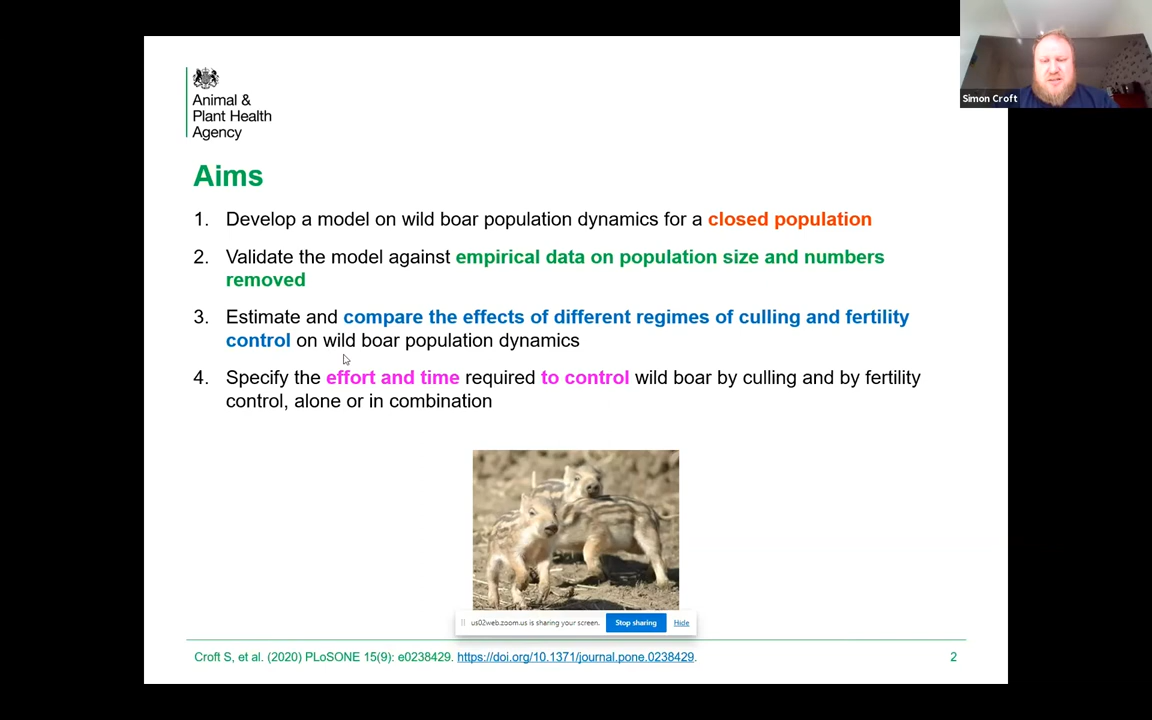 Simon Croft
Animal &
Plant Health
Agency
Aims
1. Develop a model on wild boar population dynamics for a closed population
2. Validate the model against empirical data on population size and numbers
removed
3. Estimate and compare the effects of different regimes of culling and fertility
control on wild boar population dynamics
4. Specify the effort and time required to control wild boar by culling and by fertility
control, alone or in combination
us02web.zoom.us is sharing your screen. Stop sharing Hide
Croft S, et al. (2020) PLoSONE 15(9): e0238429. https://doi.org/10.1371/journal.pone.0238429. 2